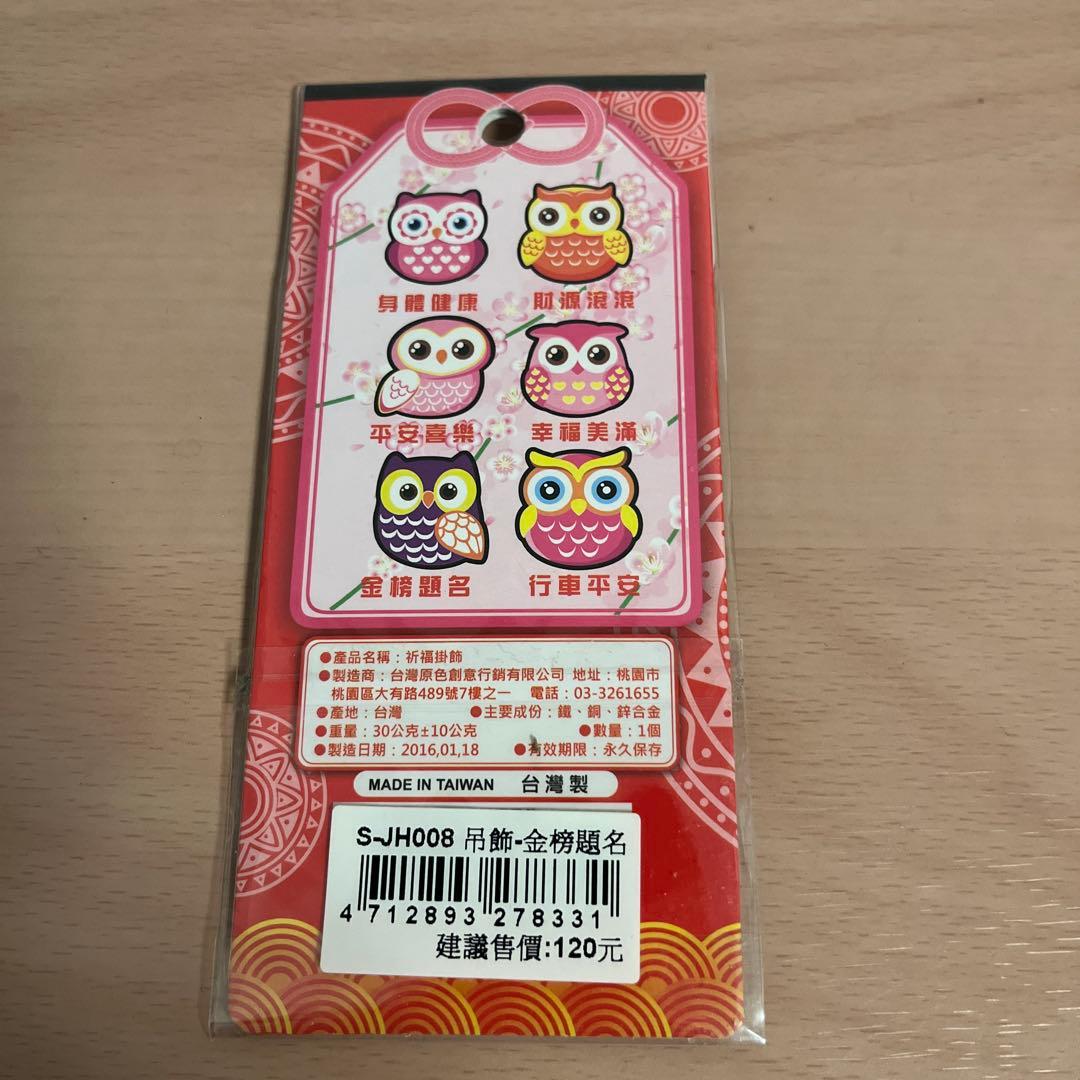 身體健康 財源滾滾
平安喜樂 幸福美滿
金榜題名 行車平安
●產品名稱：祈福掛飾
●製造商：台灣原色創意行銷有限公司 地址：桃園市
桃園區大有路489號7樓之一 電話：03-3261655
●產地：台灣 ●主要成份：鐵、銅、鋅合金
●重量：30公克±10公克 ●數量：1個
●製造日期：2016,01,18 ●有效期限：永久保存
MADE IN TAIWAN 台灣製
S-JH008 吊飾-金榜題名
4 712893 278331
建議售價:120元